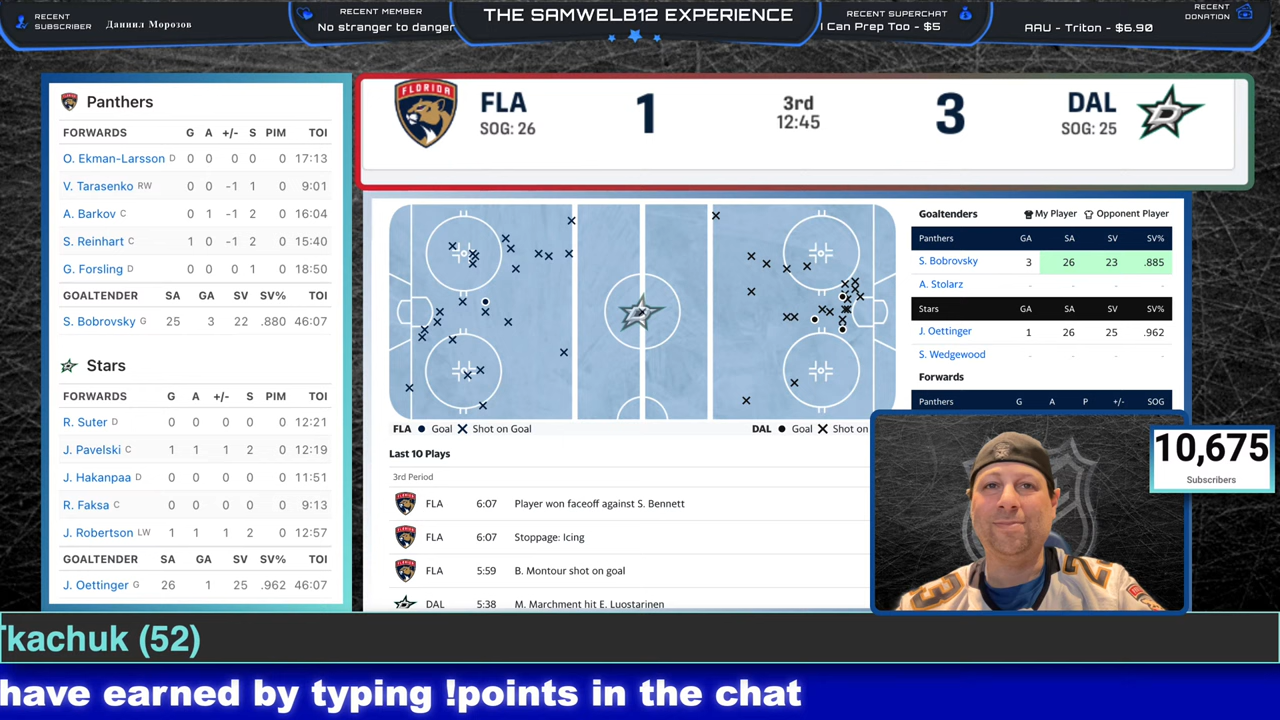 RECENT SUBSCRIBER
Даниил Морозов
RECENT MEMBER
No stranger to danger
THE SAMWELB12 EXPERIENCE
RECENT SUPERCHAT
I Can Prep Too - $5
RECENT DONATION
AAU - Triton - $6.90
Panthers
FORWARDS G A +/- S PIM TOI
O. Ekman-Larsson D 0 0 0 0 0 17:13
V. Tarasenko RW 0 0 -1 1 0 9:01
A. Barkov C 0 1 -1 2 0 16:04
S. Reinhart C 1 0 -1 2 0 15:40
G. Forsling D 0 0 0 1 0 18:50
GOALTENDER SA GA SV SV% TOI
S. Bobrovsky G 25 3 22 .880 46:07
Stars
FORWARDS G A +/- S PIM TOI
R. Suter D 0 0 0 0 0 12:21
J. Pavelski C 1 1 1 2 0 12:19
J. Hakanpaa D 0 0 0 0 0 11:51
R. Faksa C 0 0 0 0 0 9:13
J. Robertson LW 1 1 1 2 0 12:57
GOALTENDER SA GA SV SV% TOI
J. Oettinger G 26 1 25 .962 46:07
FLORIDA
FLA
SOG: 26
1
3rd
12:45
3
DAL
SOG: 25
FLA Goal Shot on Goal
DAL Goal Shot on
Last 10 Plays
3rd Period
FLA 6:07 Player won faceoff against S. Bennett
FLA 6:07 Stoppage: Icing
FLA 5:59 B. Montour shot on goal
DAL 5:38 M. Marchment hit E. Luostarinen
Goaltenders My Player Opponent Player
Panthers GA SA SV SV%
S. Bobrovsky 3 26 23 .885
A. Stolarz - - - -
Stars GA SA SV SV%
J. Oettinger 1 26 25 .962
S. Wedgewood - - - -
Forwards
Panthers G A P +/- SOG
10,675
Subscribers
Tkachuk (52)
have earned by typing !points in the chat